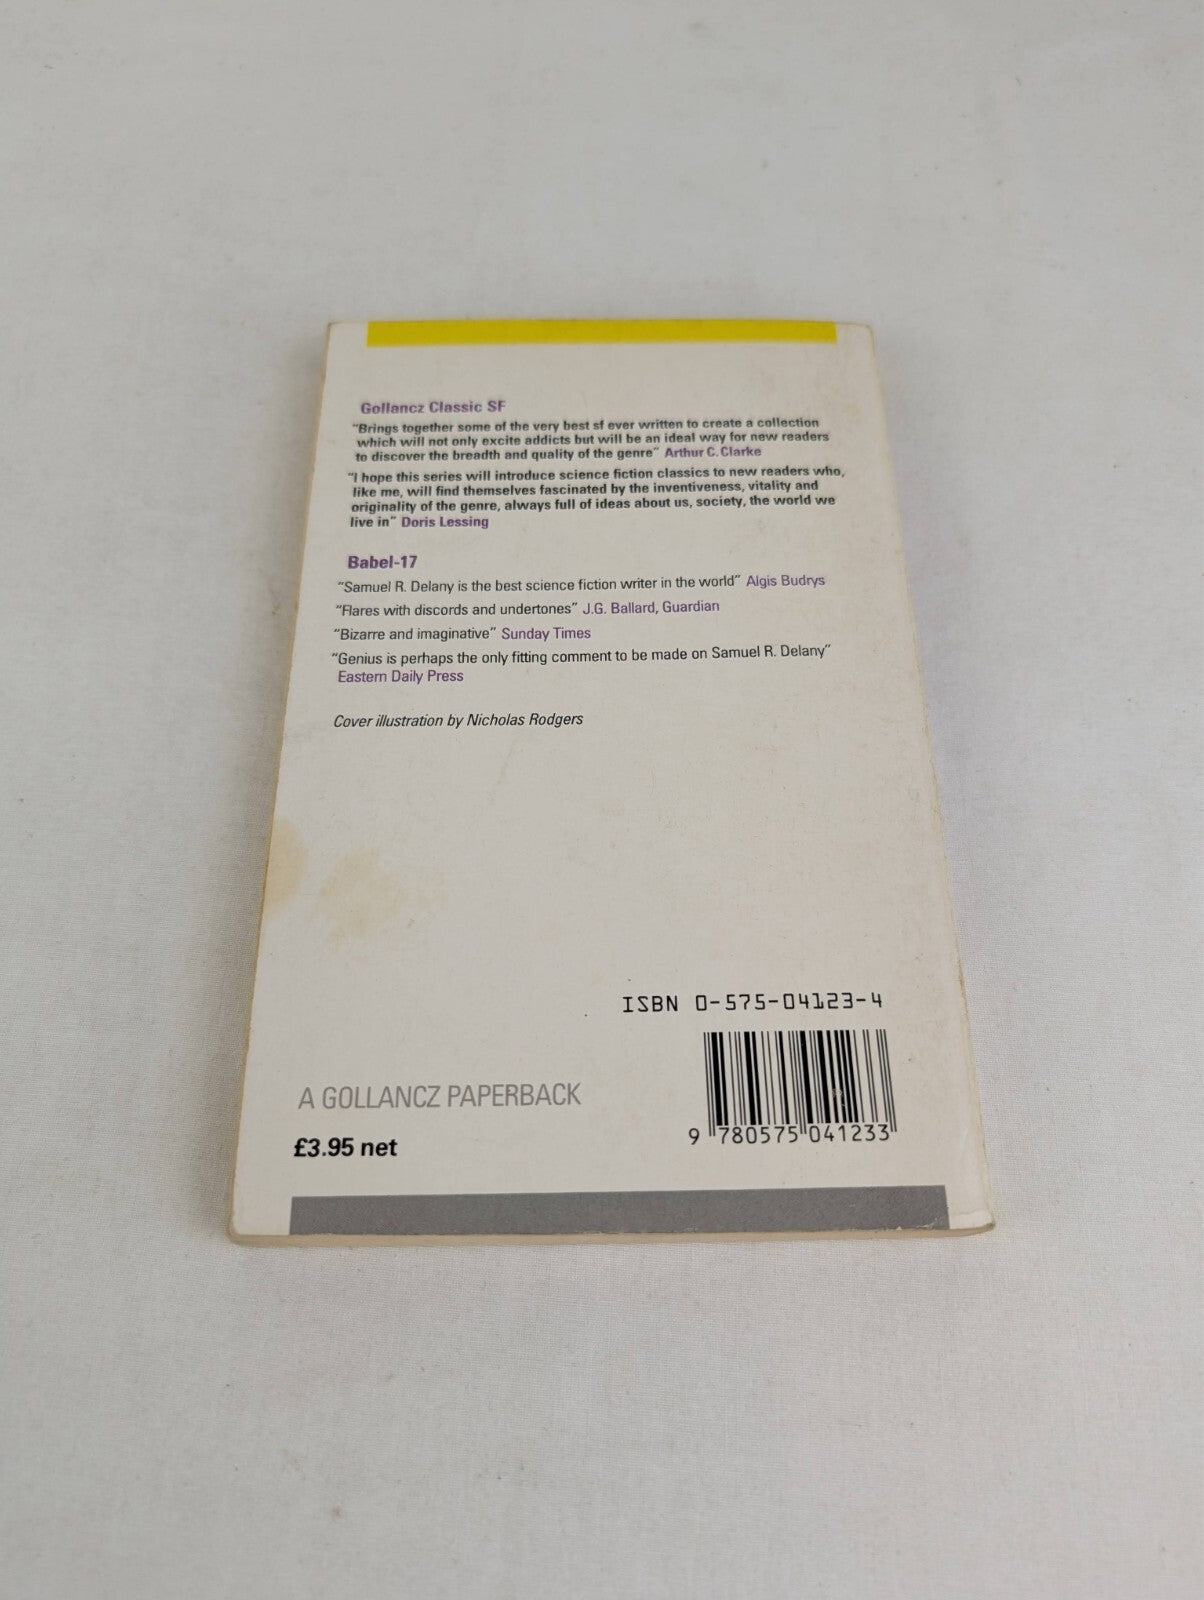 Gollancz Classic SF
"Brings together some of the very best sf ever written to create a collection
which will not only excite addicts but will be an ideal way for new readers
to discover the breadth and quality of the genre" Arthur C. Clarke
"I hope this series will introduce science fiction classics to new readers who,
like me, will find themselves fascinated by the inventiveness, vitality and
originality of the genre, always full of ideas about us, society, the world we
live in" Doris Lessing
Babel-17
"Samuel R. Delany is the best science fiction writer in the world" Algis Budrys
"Flares with discords and undertones" J.G. Ballard, Guardian
"Bizarre and imaginative" Sunday Times
"Genius is perhaps the only fitting comment to be made on Samuel R. Delany"
Eastern Daily Press
Cover illustration by Nicholas Rodgers
ISBN 0-575-04123-4
A GOLLANCZ PAPERBACK
£3.95 net
9 780575 041233